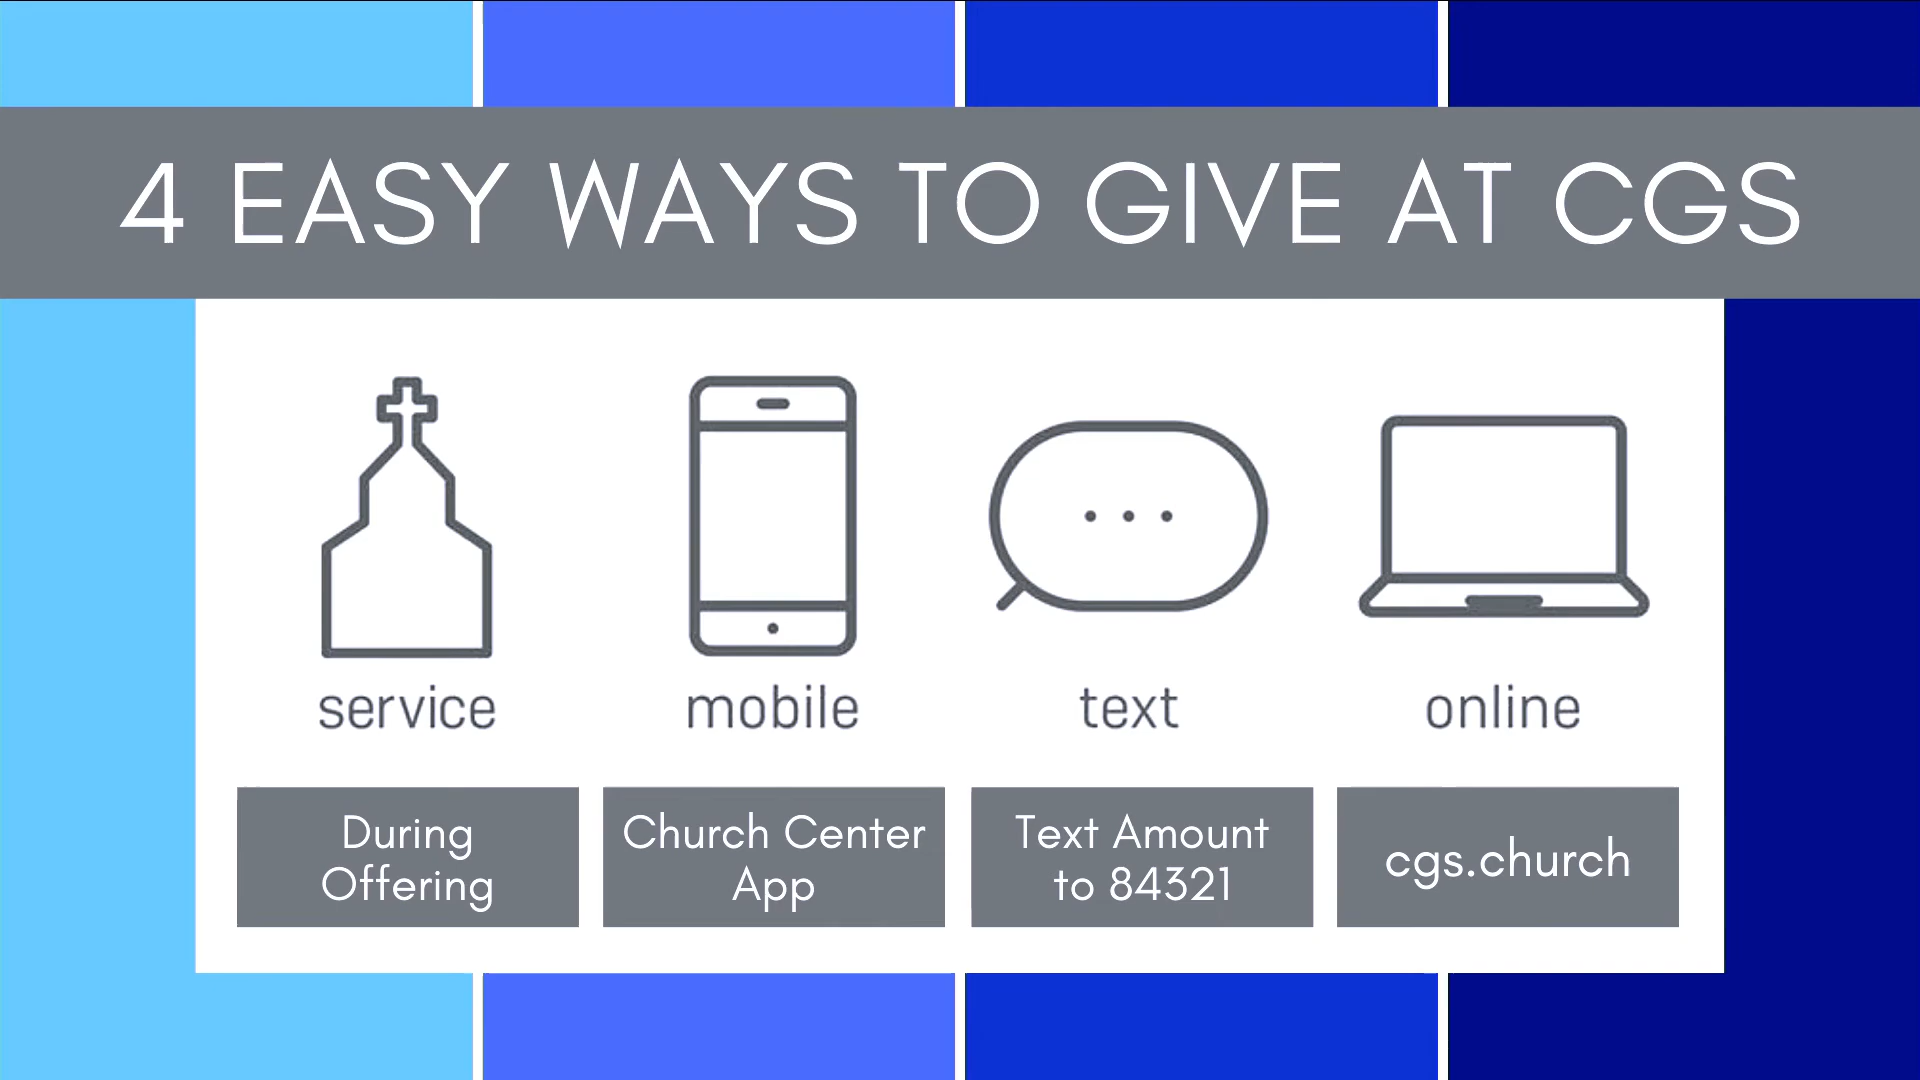 4 EASY WAYS TO GIVE AT CGS
service
mobile
text
online
During
Offering
Church Center
App
Text Amount
to 84321
cgs.church